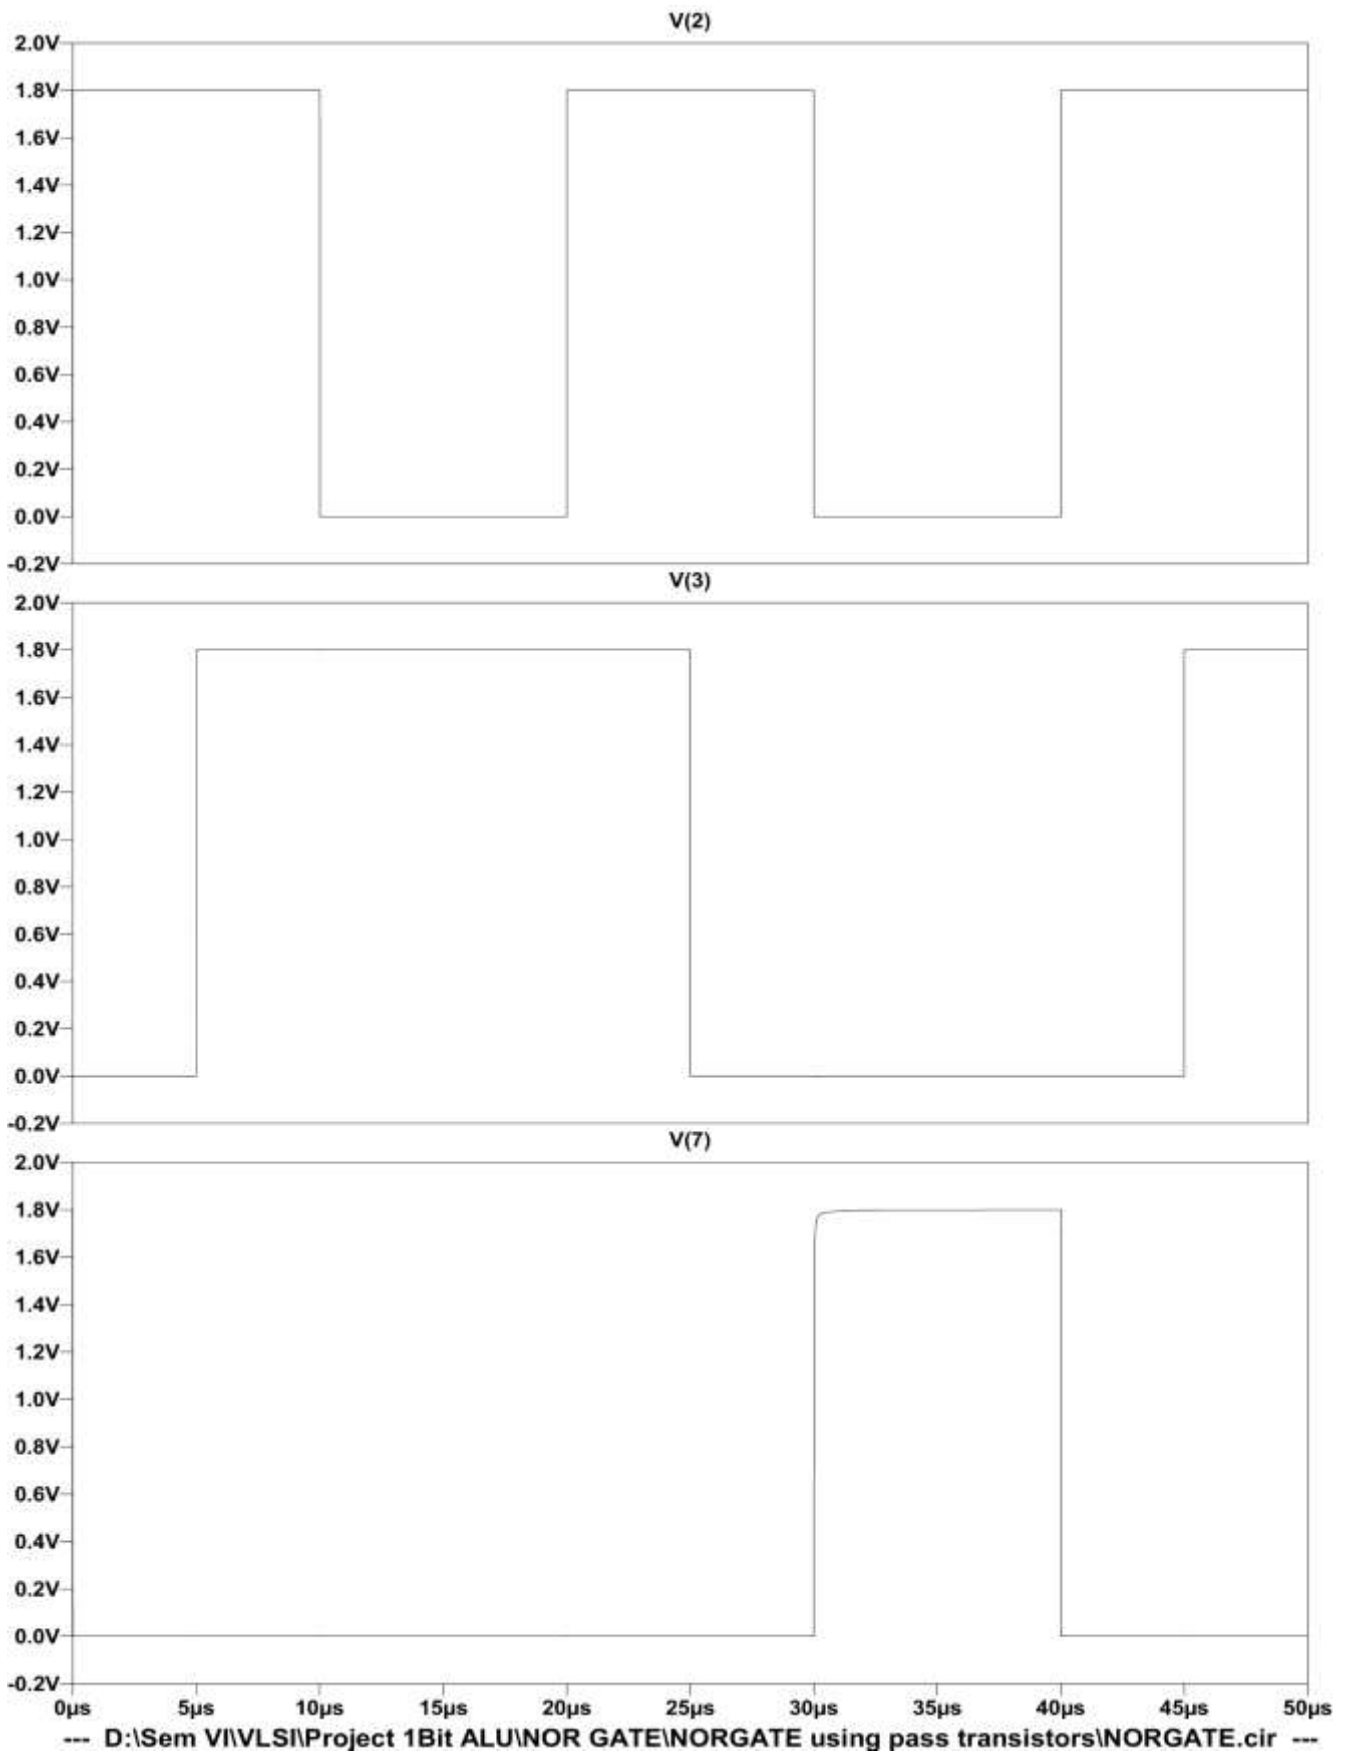 V(2)
2.0V
1.8V
1.6V
1.4V
1.2V
1.0V
0.8V
0.6V
0.4V
0.2V
0.0V
-0.2V
V(3)
2.0V
1.8V
1.6V
1.4V
1.2V
1.0V
0.8V
0.6V
0.4V
0.2V
0.0V
-0.2V
V(7)
2.0V
1.8V
1.6V
1.4V
1.2V
1.0V
0.8V
0.6V
0.4V
0.2V
0.0V
-0.2V
0µs 5µs 10µs 15µs 20µs 25µs 30µs 35µs 40µs 45µs 50µs
--- D:\Sem VI\VLSI\Project 1Bit ALU\NOR GATE\NORGATE using pass transistors\NORGATE.cir ---